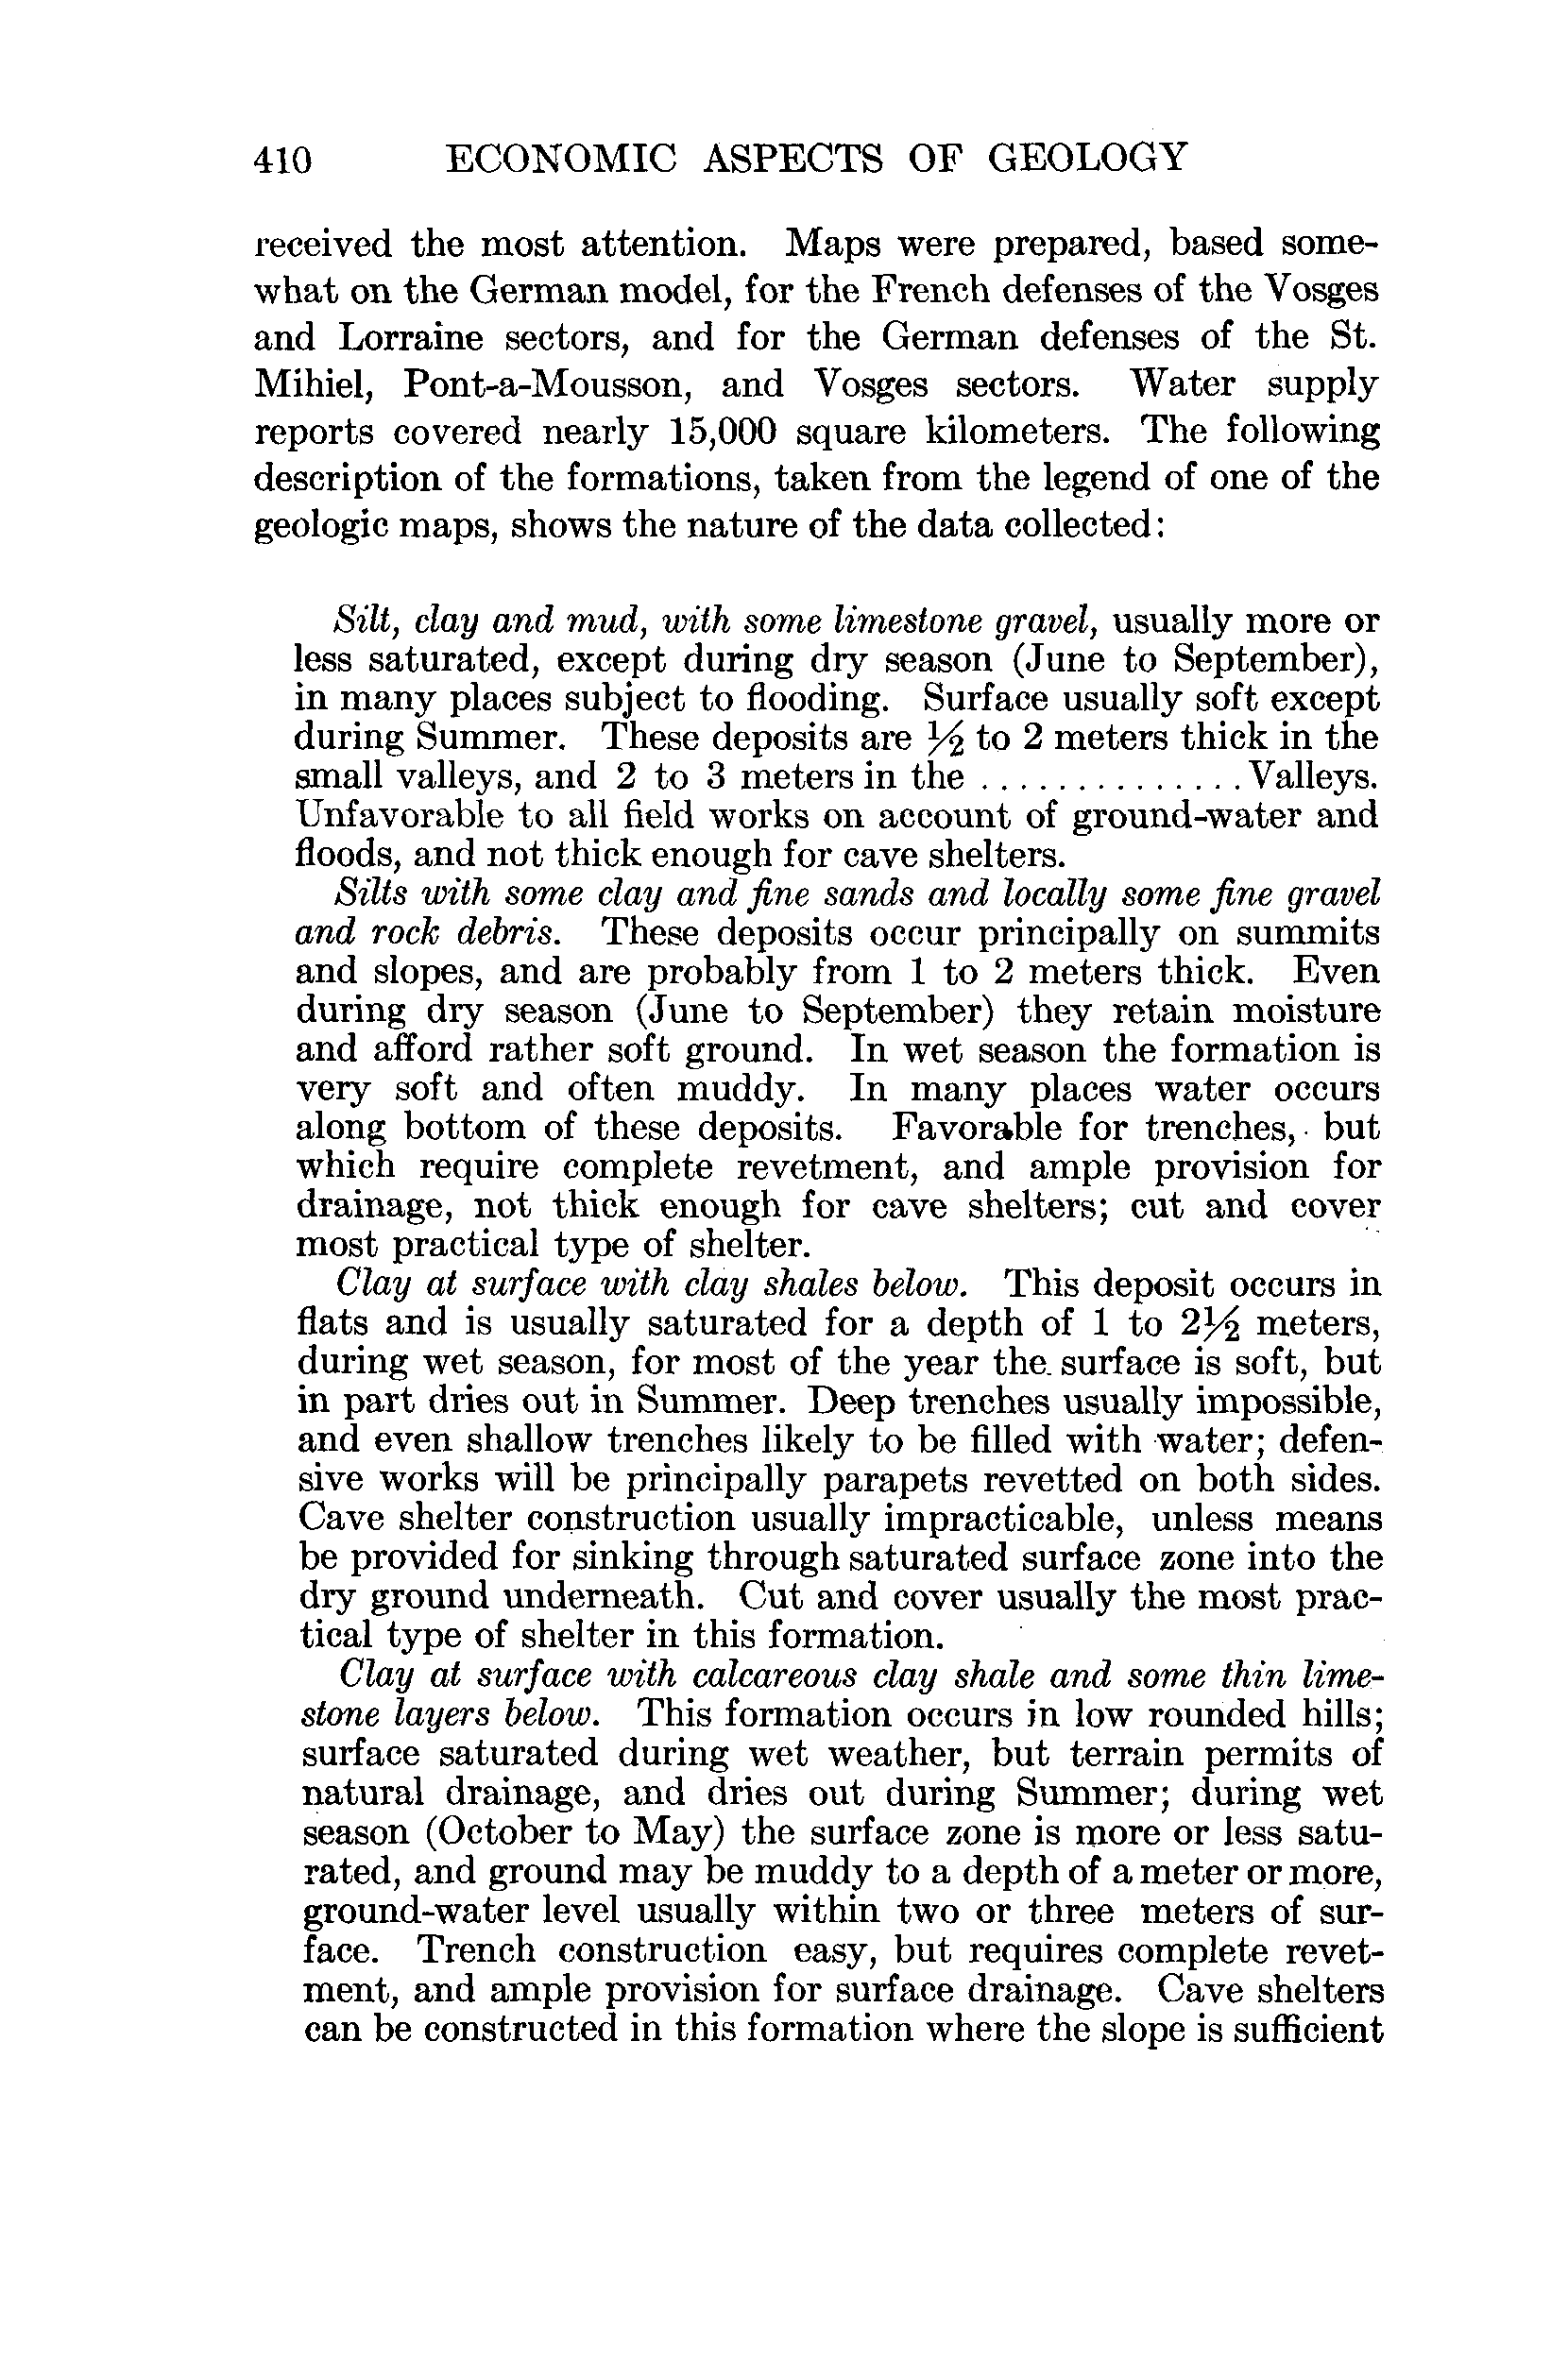 410 ECONOMIC ASPECTS OF GEOLOGY
received the most attention. Maps were prepared, based some-
what on the German model, for the French defenses of the Vosges
and Lorraine sectors, and for the German defenses of the St.
Mihiel, Pont-a-Mousson, and Vosges sectors. Water supply
reports covered nearly 15,000 square kilometers. The following
description of the formations, taken from the legend of one of the
geologic maps, shows the nature of the data collected:
Silt, clay and mud, with some limestone gravel, usually more or
less saturated, except during dry season (June to September),
in many places subject to flooding. Surface usually soft except
during Summer. These deposits are ½ to 2 meters thick in the
small valleys, and 2 to 3 meters in the .............. Valleys.
Unfavorable to all field works on account of ground-water and
floods, and not thick enough for cave shelters.
Silts with some clay and fine sands and locally some fine gravel
and rock debris. These deposits occur principally on summits
and slopes, and are probably from 1 to 2 meters thick. Even
during dry season (June to September) they retain moisture
and afford rather soft ground. In wet season the formation is
very soft and often muddy. In many places water occurs
along bottom of these deposits. Favorable for trenches, but
which require complete revetment, and ample provision for
drainage, not thick enough for cave shelters; cut and cover
most practical type of shelter.
Clay at surface with clay shales below. This deposit occurs in
flats and is usually saturated for a depth of 1 to 2½ meters,
during wet season, for most of the year the surface is soft, but
in part dries out in Summer. Deep trenches usually impossible,
and even shallow trenches likely to be filled with water; defen-
sive works will be principally parapets revetted on both sides.
Cave shelter construction usually impracticable, unless means
be provided for sinking through saturated surface zone into the
dry ground underneath. Cut and cover usually the most prac-
tical type of shelter in this formation.
Clay at surface with calcareous clay shale and some thin lime-
stone layers below. This formation occurs in low rounded hills;
surface saturated during wet weather, but terrain permits of
natural drainage, and dries out during Summer; during wet
season (October to May) the surface zone is more or less satu-
rated, and ground may be muddy to a depth of a meter or more,
ground-water level usually within two or three meters of sur-
face. Trench construction easy, but requires complete revet-
ment, and ample provision for surface drainage. Cave shelters
can be constructed in this formation where the slope is sufficient